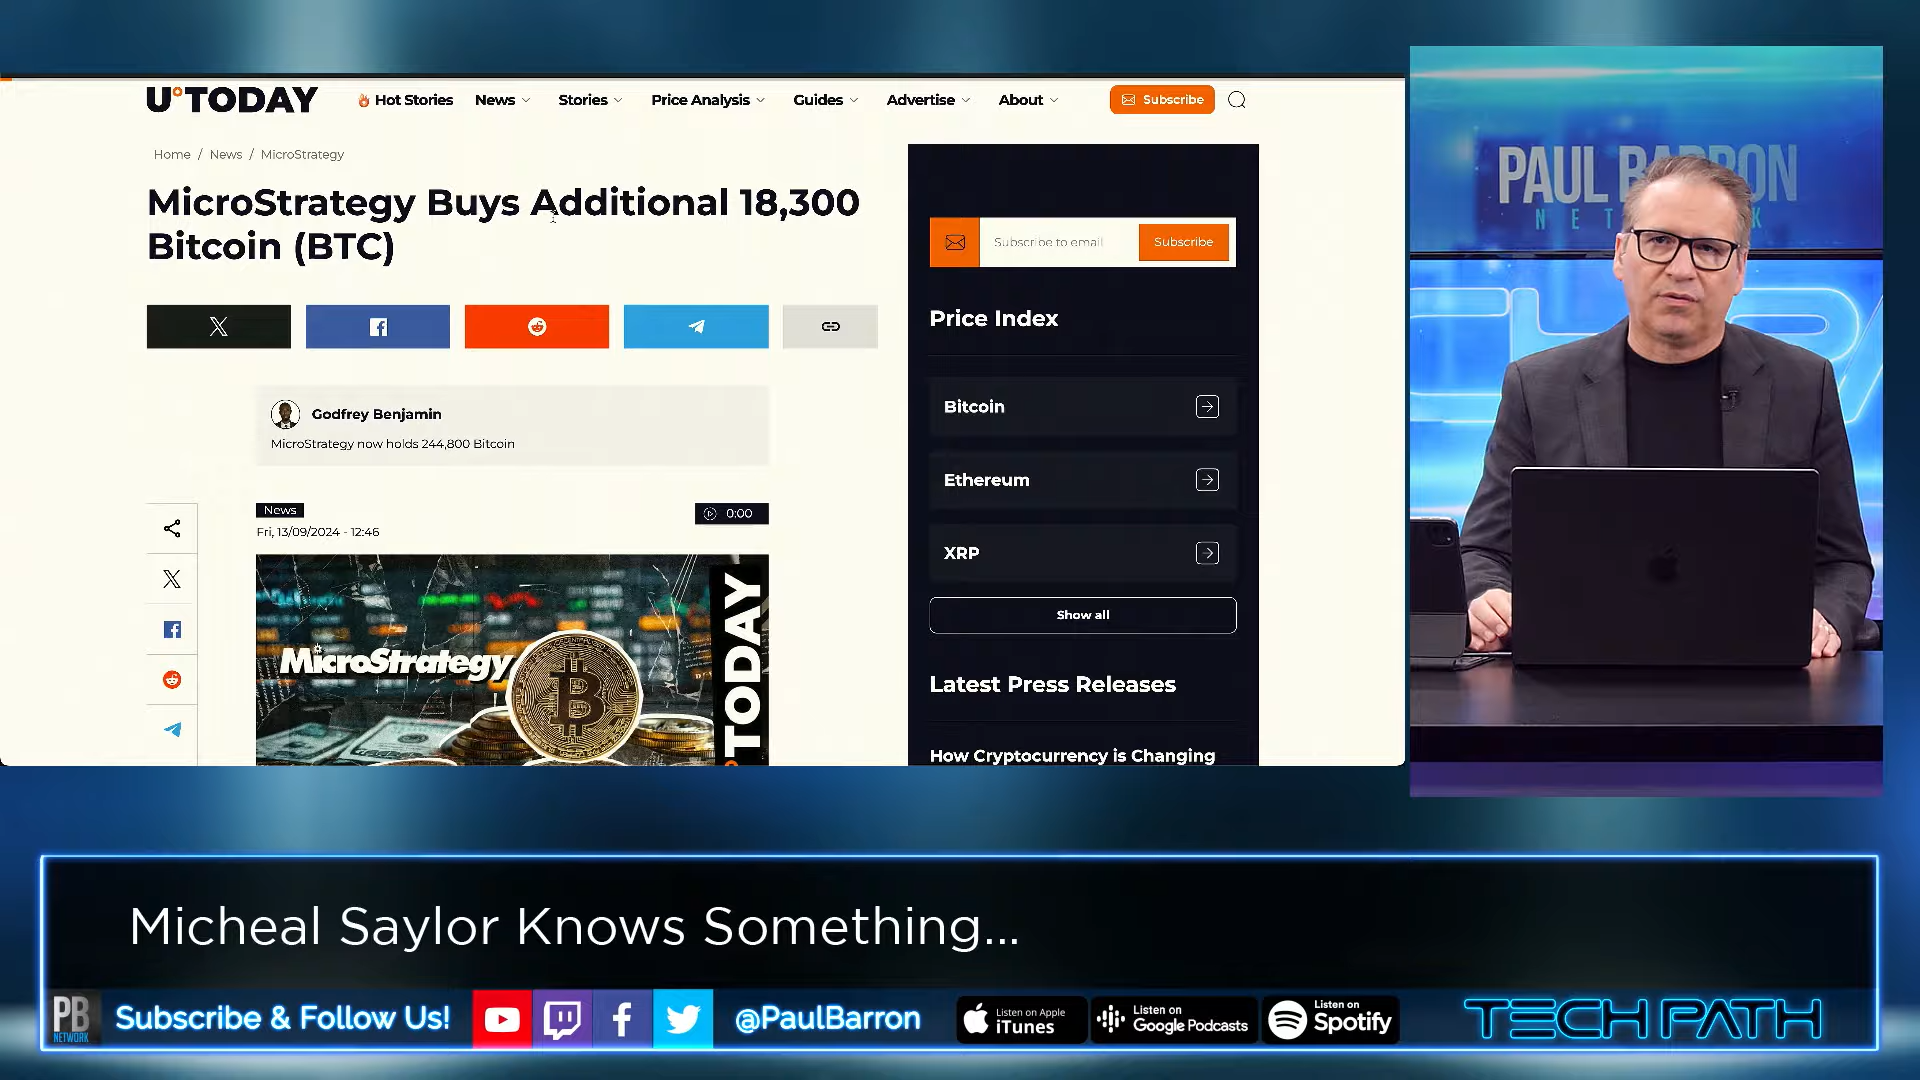 U°TODAY
Hot Stories
News
Stories
Price Analysis
Guides
Advertise
About
Subscribe
Home / News / MicroStrategy
MicroStrategy Buys Additional 18,300
Bitcoin (BTC)
Godfrey Benjamin
MicroStrategy now holds 244,800 Bitcoin
News
0:00
Fri, 13/09/2024 - 12:46
MicroStrategy
TODAY
Subscribe to email
Subscribe
Price Index
Bitcoin
Ethereum
XRP
Show all
Latest Press Releases
How Cryptocurrency is Changing
PAUL BARRON
Micheal Saylor Knows Something...
PB
NETWORK
Subscribe & Follow Us!
@PaulBarron
Listen on Apple
iTunes
Listen on
Google Podcasts
Listen on
Spotify
TECH PATH